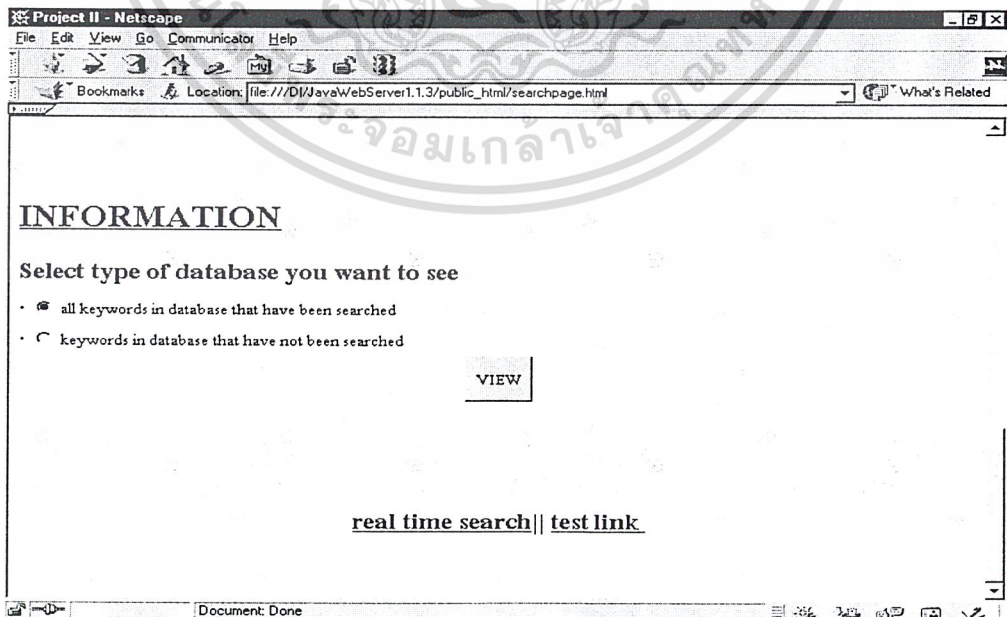 Project II - Netscape
File Edit View Go Communicator Help
My
N
Bookmarks Location: file:///D|/JavaWebServer1.1.3/public_html/searchpage.html What's Related
INFORMATION
Select type of database you want to see
all keywords in database that have been searched
keywords in database that have not been searched
VIEW
real time search|| test link
Document: Done